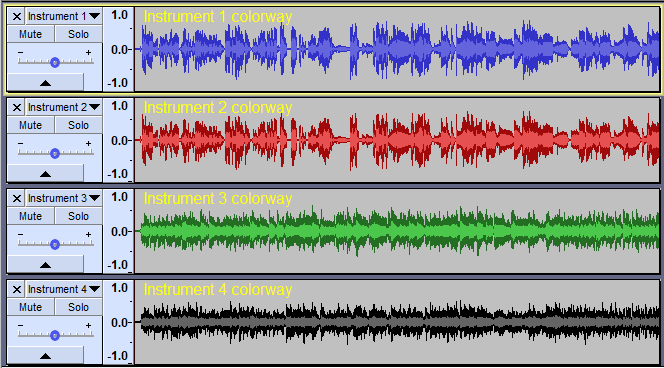 Instrument 1
Mute Solo
- +
1.0
0.0-
-1.0
Instrument 1 colorway
Instrument 2
Mute Solo
- +
1.0
0.0-
-1.0
Instrument 2 colorway
Instrument 3
Mute Solo
- +
1.0
0.0-
-1.0
Instrument 3 colorway
Instrument 4
Mute Solo
- +
1.0
0.0-
-1.0
Instrument 4 colorway